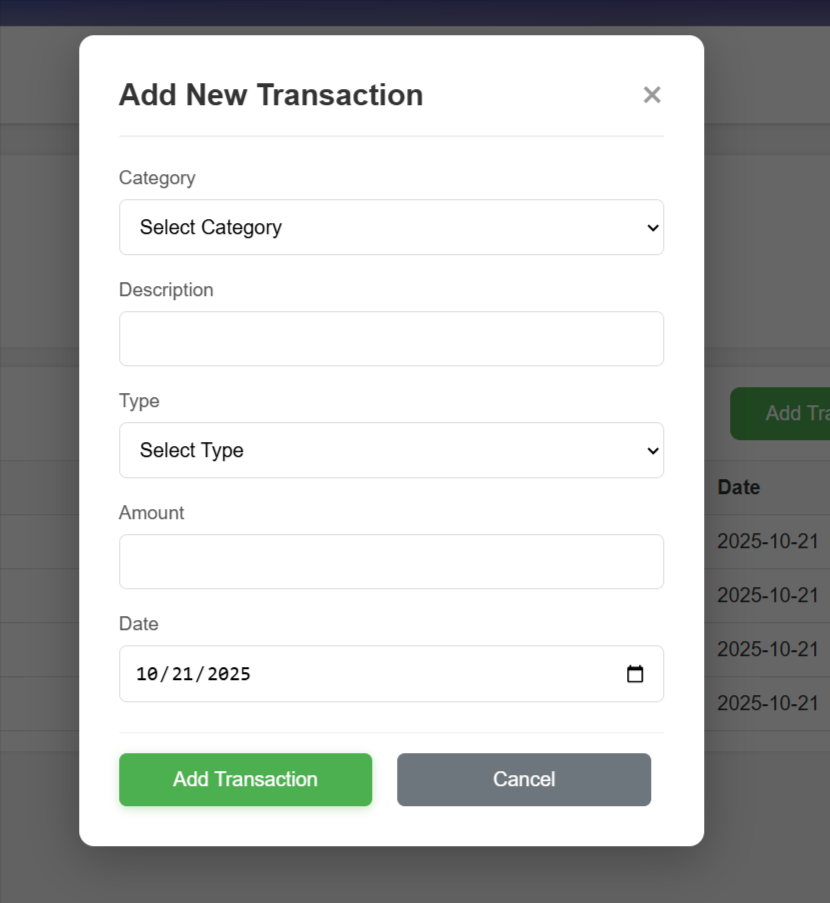 Add New Transaction ×
Category
Select Category
Description
Type
Select Type
Amount
Date
10/21/2025
Add Transaction Cancel
Add
Date
2025-10-21
2025-10-21
2025-10-21
2025-10-21